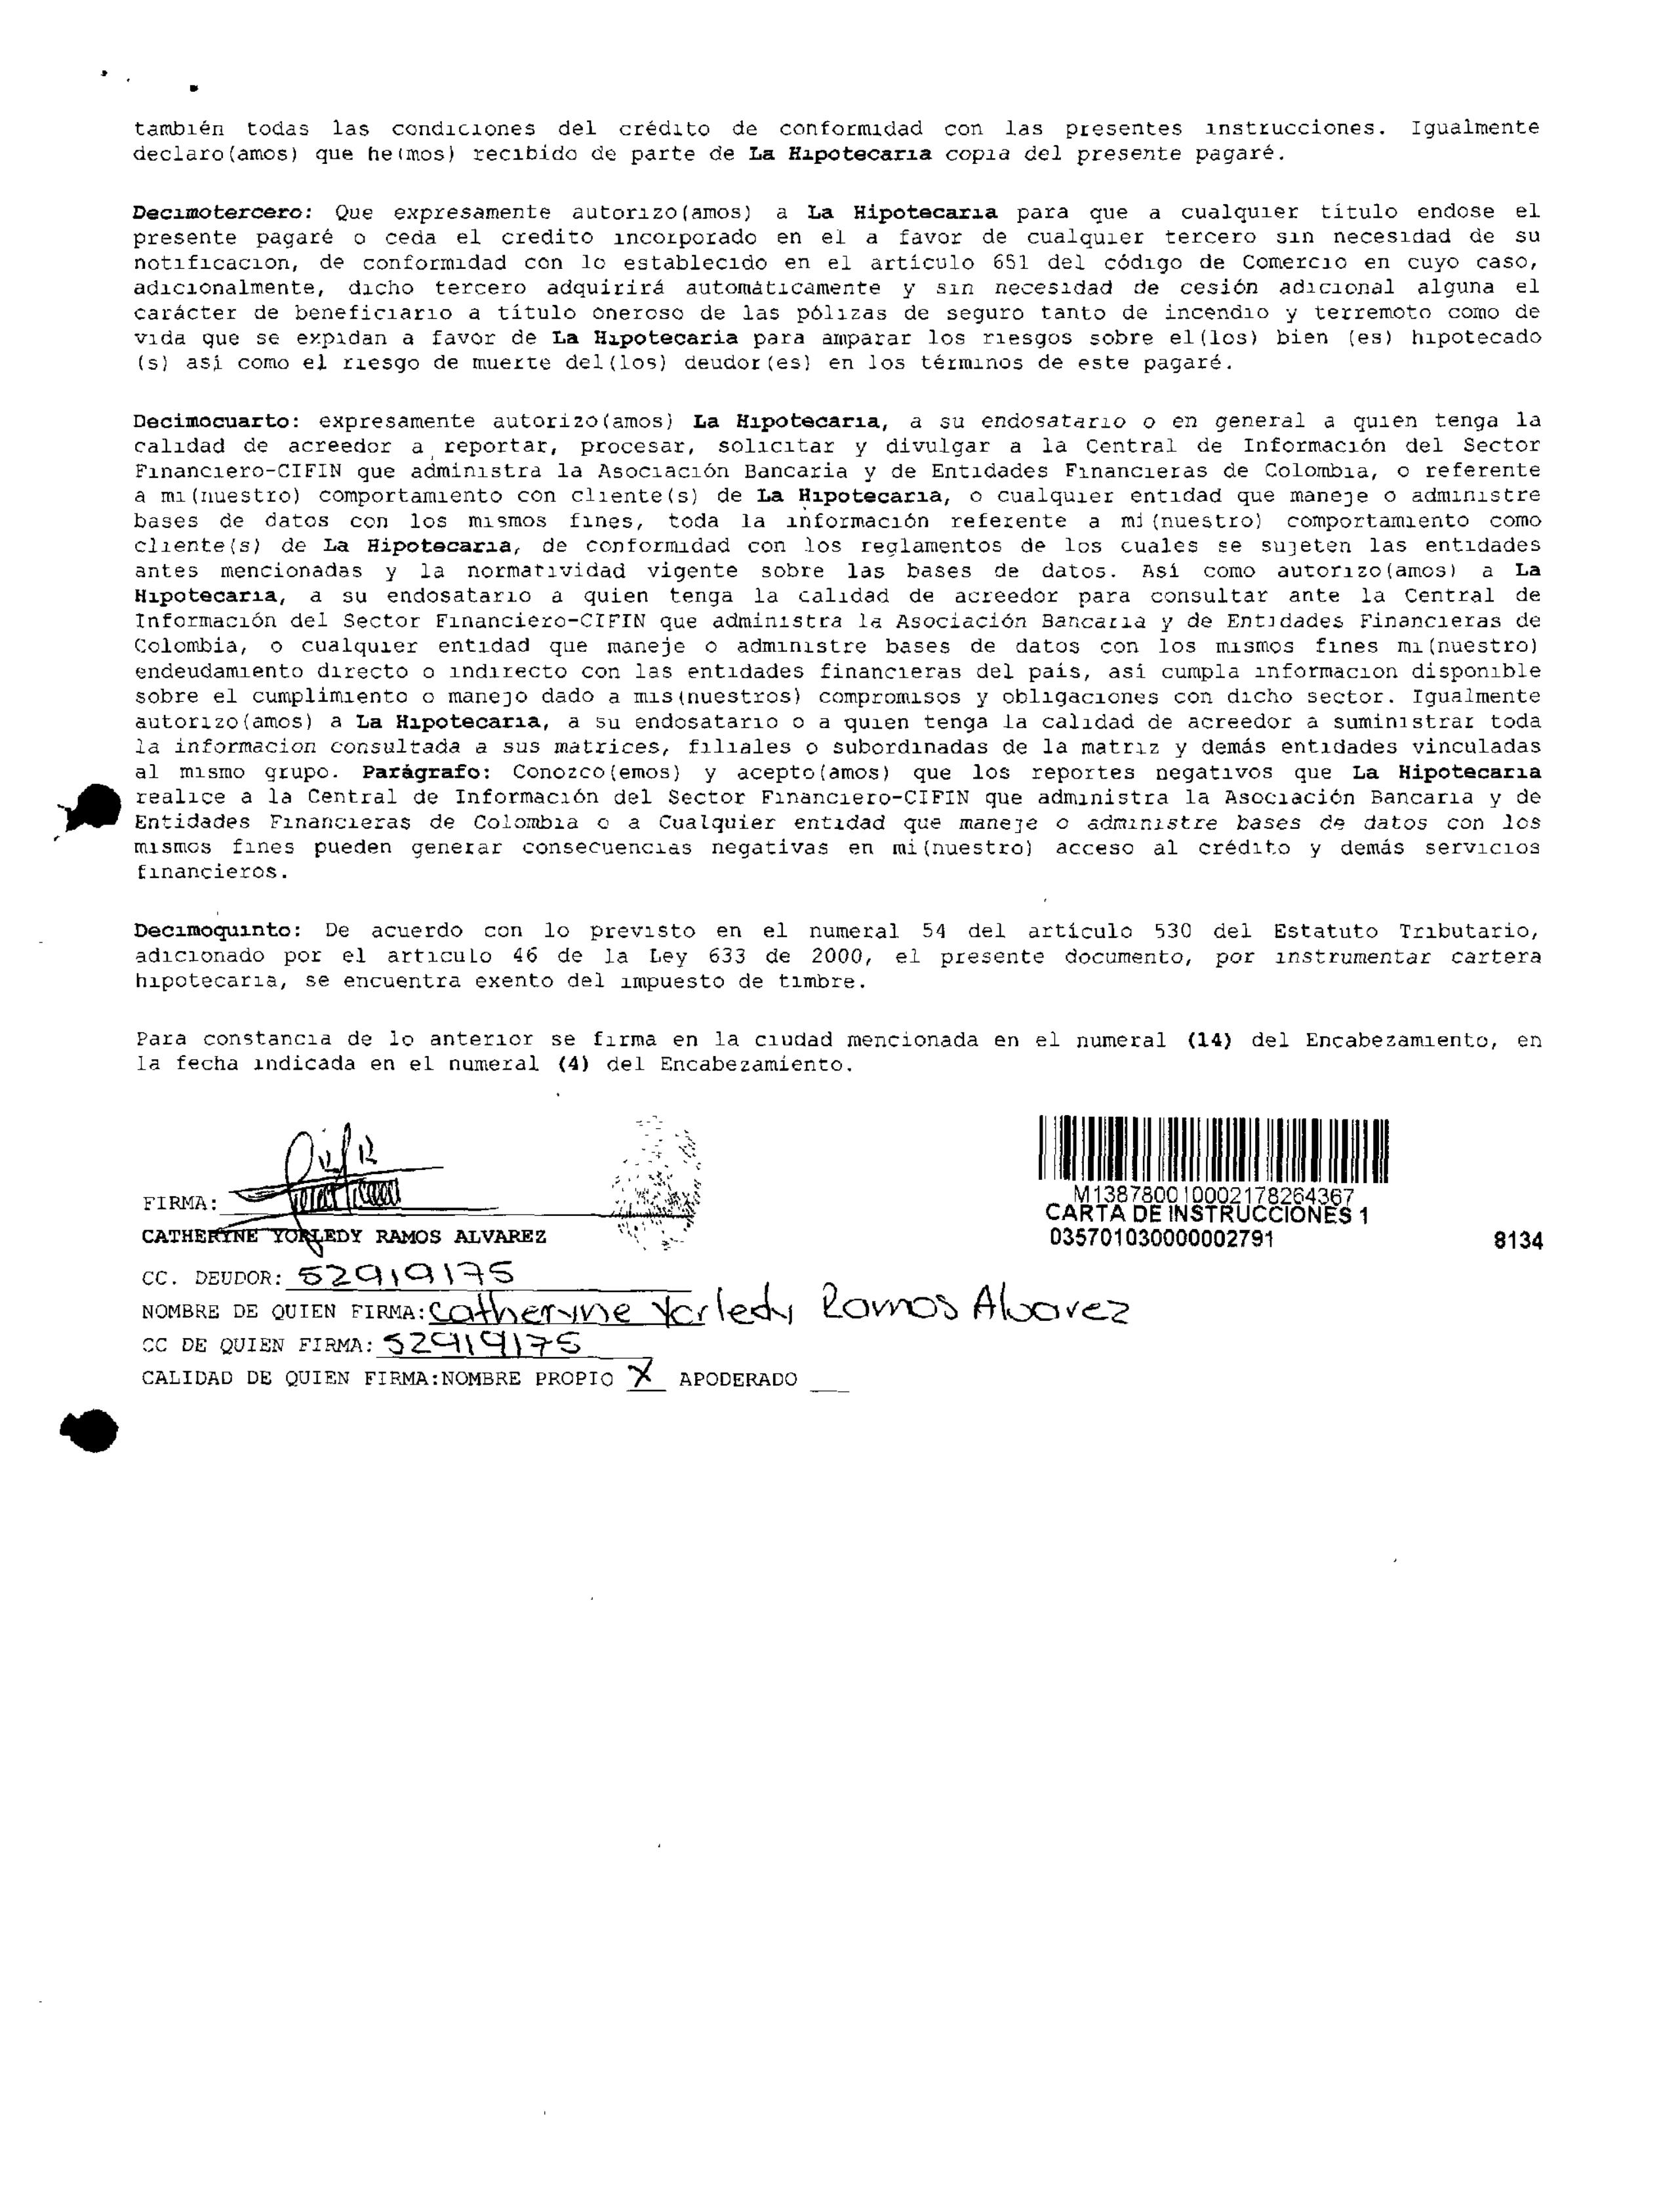 también todas las condiciones del crédito de conformidad con las presentes instrucciones. Igualmente
declaro(amos) que he(mos) recibido de parte de La Hipotecaria copia del presente pagaré.
Decimotercero: Que expresamente autorizo(amos) a La Hipotecaria para que a cualquier título endose el
presente pagaré o ceda el credito incorporado en el a favor de cualquier tercero sin necesidad de su
notificacion, de conformidad con lo establecido en el artículo 651 del código de Comercio en cuyo caso,
adicionalmente, dicho tercero adquirirá automáticamente y sin necesidad de cesión adicional alguna el
carácter de beneficiario a título oneroso de las pólizas de seguro tanto de incendio y terremoto como de
vida que se expidan a favor de La Hipotecaria para amparar los riesgos sobre el(los) bien (es) hipotecado
(s) así como el riesgo de muerte del(los) deudor(es) en los términos de este pagaré.
Decimocuarto: expresamente autorizo(amos) La Hipotecaria, a su endosatario o en general a quien tenga la
calidad de acreedor a reportar, procesar, solicitar y divulgar a la Central de Información del Sector
Financiero-CIFIN que administra la Asociación Bancaria y de Entidades Financieras de Colombia, o referente
a mi(nuestro) comportamiento con cliente(s) de La Hipotecaria, o cualquier entidad que maneje o administre
bases de datos con los mismos fines, toda la información referente a mi(nuestro) comportamiento como
cliente(s) de La Hipotecaria, de conformidad con los reglamentos de los cuales se sujeten las entidades
antes mencionadas y la normatividad vigente sobre las bases de datos. Así como autorizo(amos) a La
Hipotecaria, a su endosatario a quien tenga la calidad de acreedor para consultar ante la Central de
Información del Sector Financiero-CIFIN que administra la Asociación Bancaria y de Entidades Financieras de
Colombia, o cualquier entidad que maneje o administre bases de datos con los mismos fines mi(nuestro)
endeudamiento directo o indirecto con las entidades financieras del país, asi cumpla informacion disponible
sobre el cumplimiento o manejo dado a mis(nuestros) compromisos y obligaciones con dicho sector. Igualmente
autorizo(amos) a La Hipotecaria, a su endosatario o a quien tenga la calidad de acreedor a suministrar toda
la informacion consultada a sus matrices, filiales o subordinadas de la matriz y demás entidades vinculadas
al mismo grupo. Parágrafo: Conozco(emos) y acepto(amos) que los reportes negativos que La Hipotecaria
realice a la Central de Información del Sector Financiero-CIFIN que administra la Asociación Bancaria y de
Entidades Financieras de Colombia o a Cualquier entidad que maneje o administre bases de datos con los
mismos fines pueden generar consecuencias negativas en mi(nuestro) acceso al crédito y demás servicios
financieros.
Decimoquinto: De acuerdo con lo previsto en el numeral 54 del artículo 530 del Estatuto Tributario,
adicionado por el articulo 46 de la Ley 633 de 2000, el presente documento, por instrumentar cartera
hipotecaria, se encuentra exento del impuesto de timbre.
Para constancia de lo anterior se firma en la ciudad mencionada en el numeral (14) del Encabezamiento, en
la fecha indicada en el numeral (4) del Encabezamiento.
FIRMA:
CATHERYNE YORLEDY RAMOS ALVAREZ
M138780010002178264367
CARTA DE INSTRUCCIONES 1
035701030000002791
8134
CC. DEUDOR: 52919175
NOMBRE DE QUIEN FIRMA: Catheryne Yorledy Ramos Alvarez
CC DE QUIEN FIRMA: 52919175
CALIDAD DE QUIEN FIRMA:NOMBRE PROPIO X APODERADO